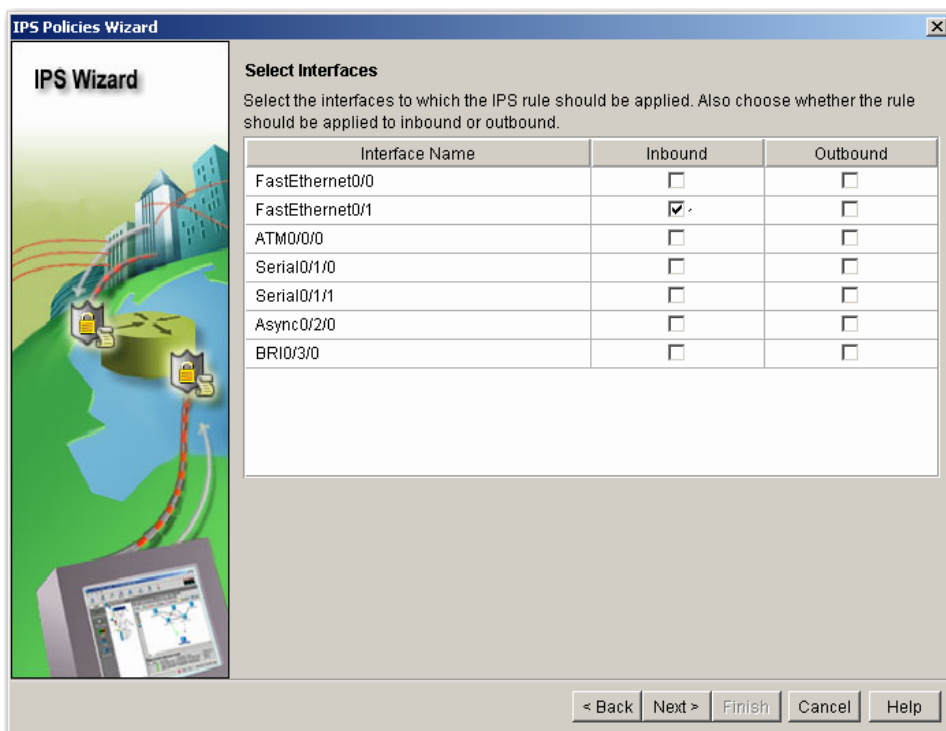 IPS Policies Wizard
IPS Wizard
Select Interfaces
Select the interfaces to which the IPS rule should be applied. Also choose whether the rule
should be applied to inbound or outbound.
Interface Name Inbound Outbound
FastEthernet0/0
FastEthernet0/1
ATM0/0/0
Serial0/1/0
Serial0/1/1
Async0/2/0
BRI0/3/0
< Back Next > Finish Cancel Help